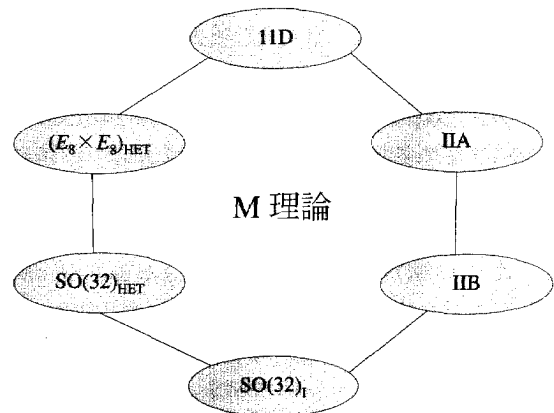 11D
(E₈×E₈)HET
IIA
M 理論
SO(32)HET
IIB
SO(32)I